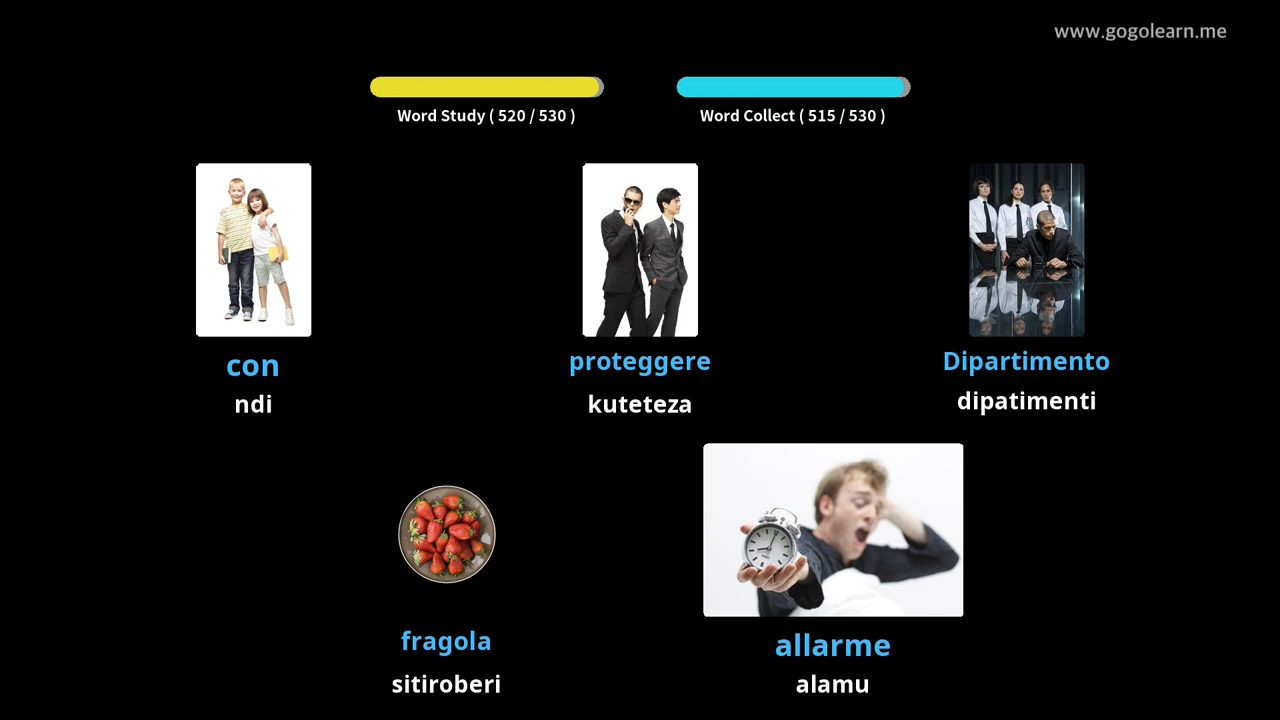 www.gogolearn.me
Word Study ( 520 / 530 )
Word Collect ( 515 / 530 )
con
ndi
proteggere
kuteteza
Dipartimento
dipatimenti
fragola
sitiroberi
allarme
alamu